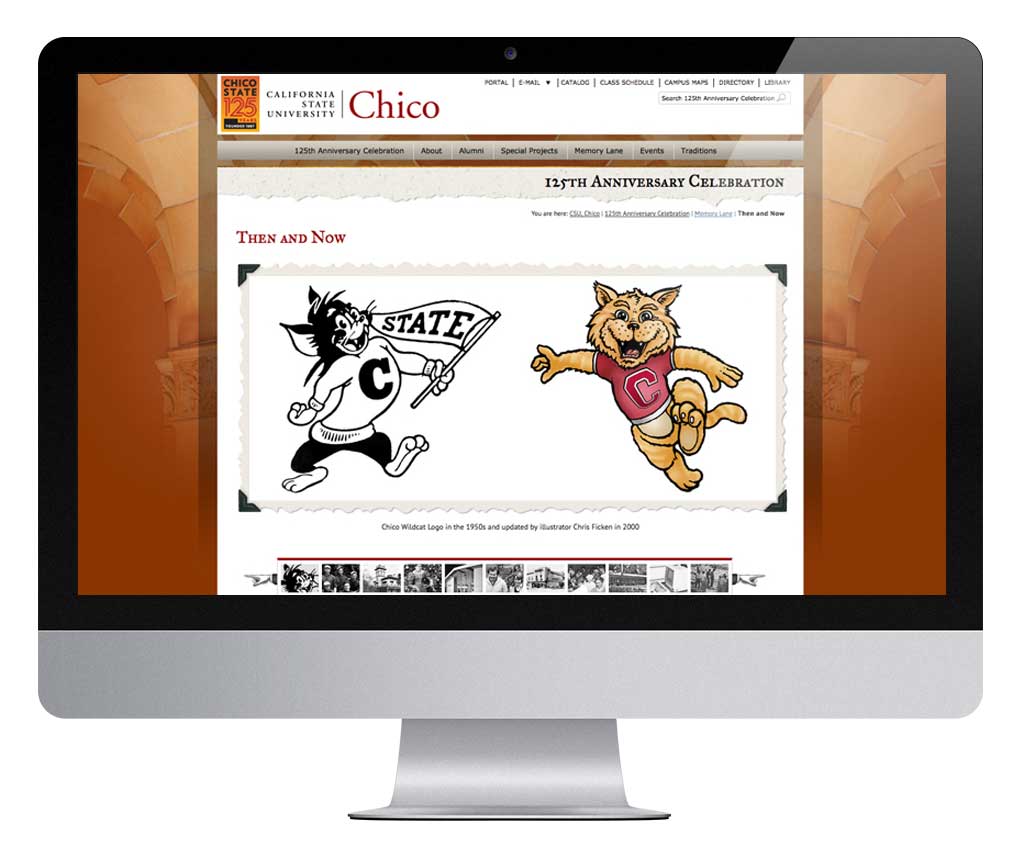 CHICO
STATE
125
YEARS
FOUNDED 1887
CALIFORNIA
STATE
UNIVERSITY
Chico
PORTAL | E-MAIL ▼ | CATALOG | CLASS SCHEDULE | CAMPUS MAPS | DIRECTORY | LIBRARY
Search 125th Anniversary Celebration
125th Anniversary Celebration About Alumni Special Projects Memory Lane Events Traditions
125th Anniversary Celebration
You are here: CSU, Chico | 125th Anniversary Celebration | Memory Lane | Then and Now
Then and Now
STATE
C
C
Chico Wildcat Logo in the 1950s and updated by illustrator Chris Ficken in 2000